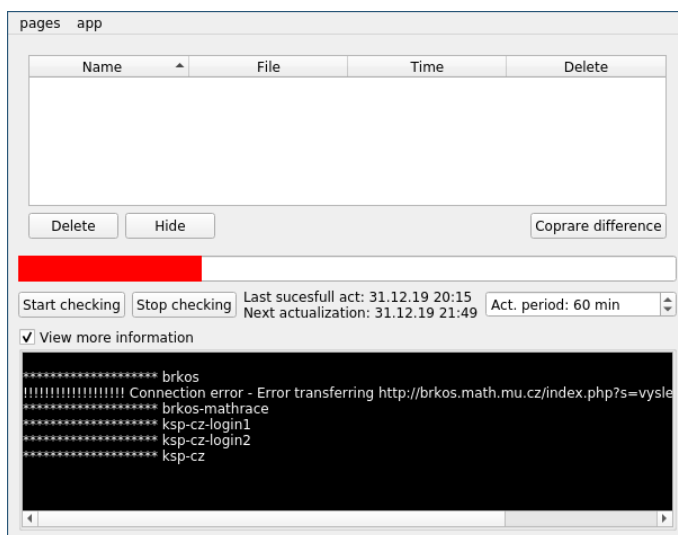 pages app
Name File Time Delete
Delete Hide Coprare difference
Start checking Stop checking Last sucesfull act: 31.12.19 20:15 Act. period: 60 min
Next actualization: 31.12.19 21:49
View more information
******************** brkos
!!!!!!!!!!!!!!!!!!! Connection error - Error transferring http://brkos.math.mu.cz/index.php?s=vysle
******************** brkos-mathrace
******************** ksp-cz-login1
******************** ksp-cz-login2
******************** ksp-cz